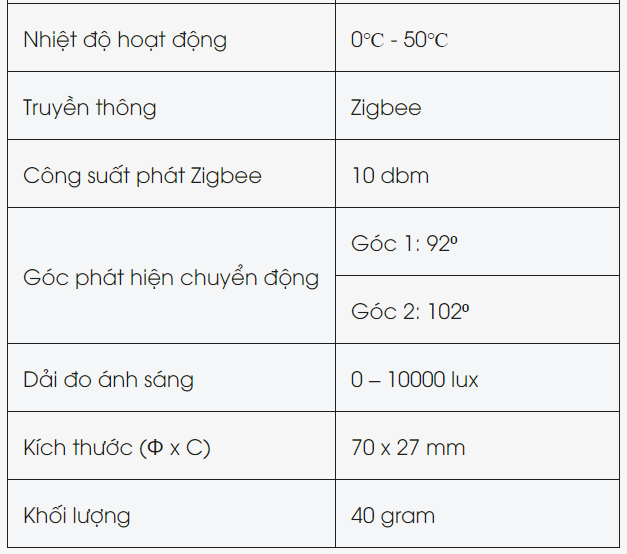 Nhiệt độ hoạt động 0°C - 50°C
Truyền thông Zigbee
Công suất phát Zigbee 10 dbm
Góc phát hiện chuyển động Góc 1: 92º
Góc 2: 102º
Dải đo ánh sáng 0 – 10000 lux
Kích thước (Φ x C) 70 x 27 mm
Khối lượng 40 gram